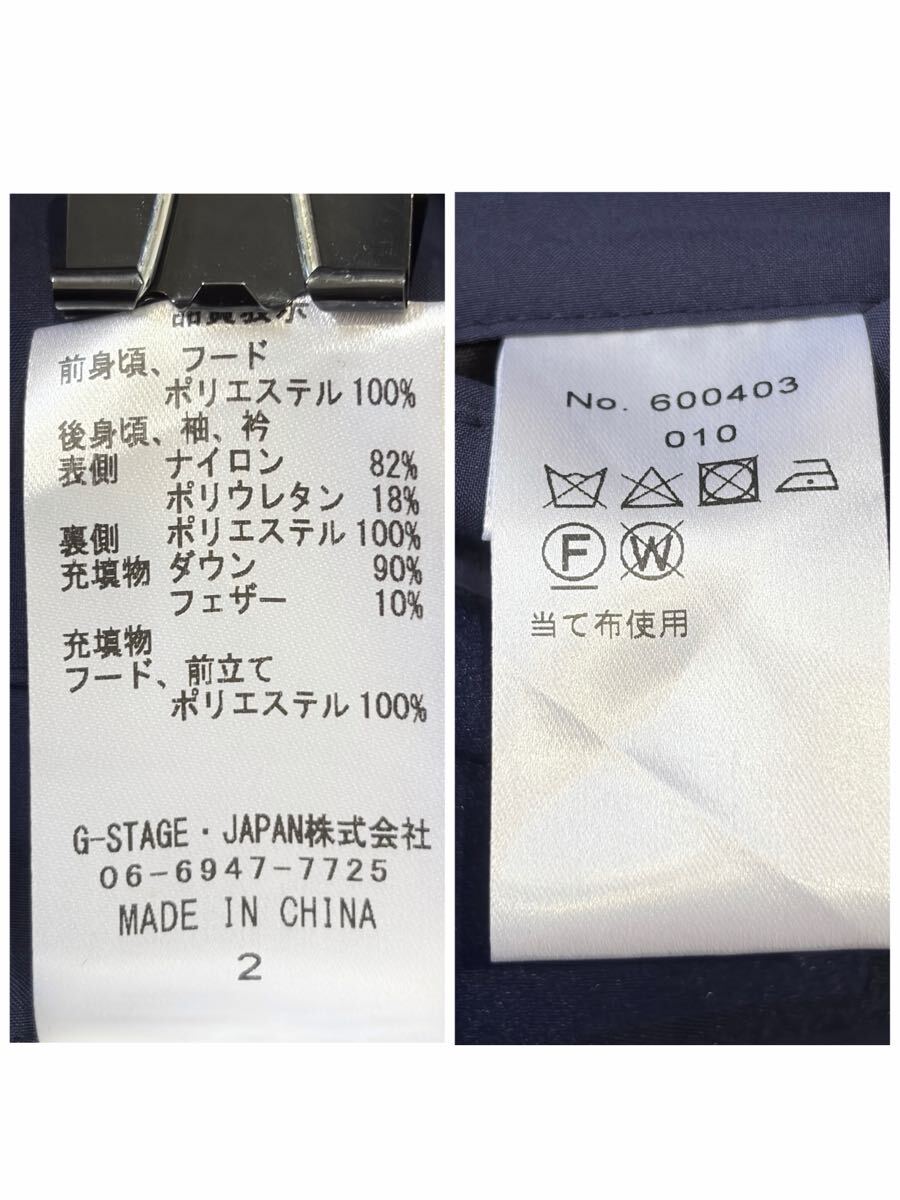 品質表示
前身頃、フード
ポリエステル 100%
後身頃、袖、衿
表側 ナイロン 82%
ポリウレタン 18%
裏側 ポリエステル 100%
充填物 ダウン 90%
フェザー 10%
充填物
フード、前立て
ポリエステル 100%
G-STAGE・JAPAN株式会社
06-6947-7725
MADE IN CHINA
2
No. 600403
010
F W
当て布使用